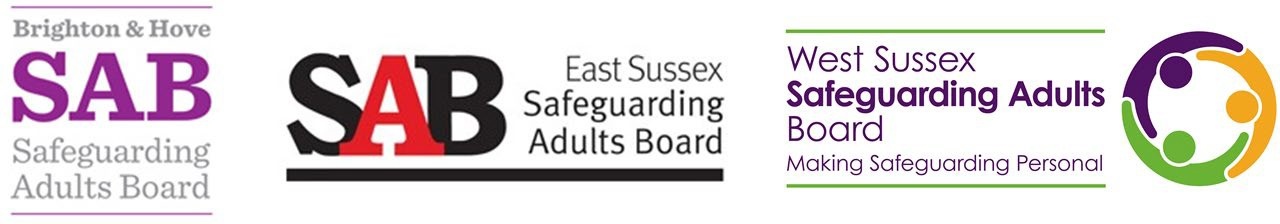 Brighton & Hove
SAB
Safeguarding
Adults Board
SAB
East Sussex
Safeguarding
Adults Board
West Sussex
Safeguarding Adults
Board
Making Safeguarding Personal